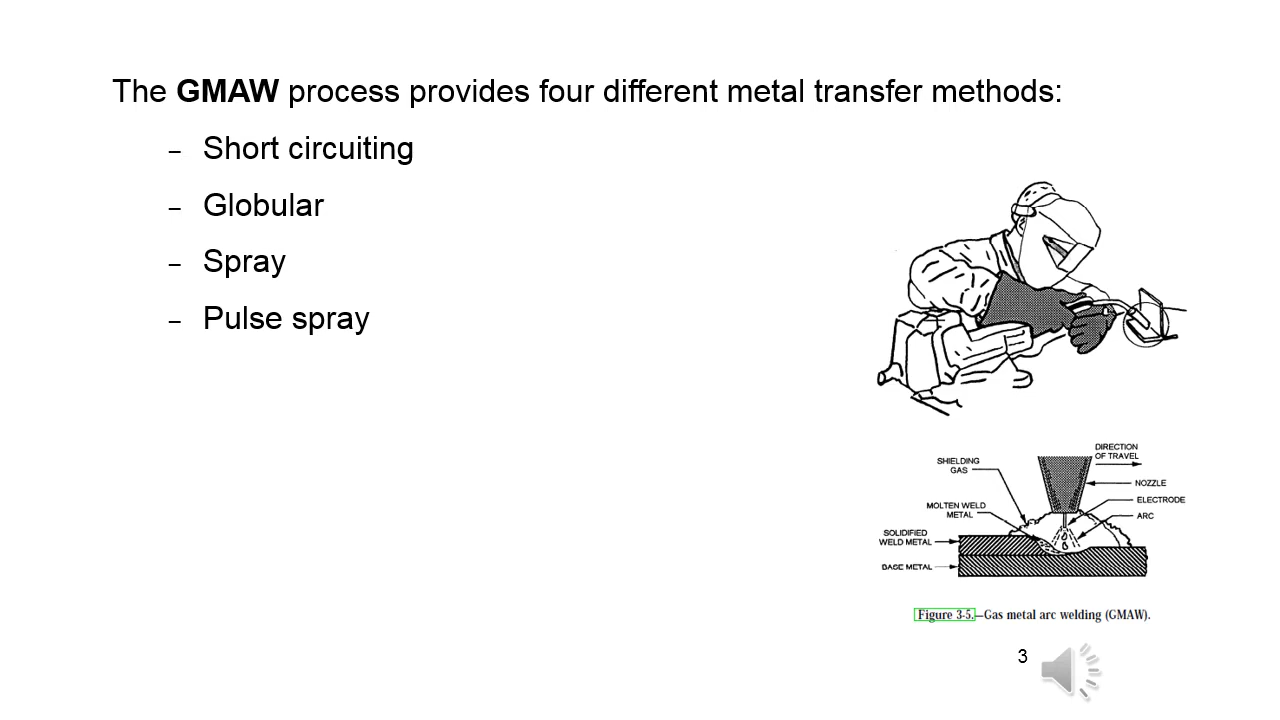 The GMAW process provides four different metal transfer methods:
– Short circuiting
– Globular
– Spray
– Pulse spray
DIRECTION
OF TRAVEL
SHIELDING
GAS
NOZZLE
ELECTRODE
MOLTEN WELD
METAL
ARC
SOLIDIFIED
WELD METAL
BASE METAL
Figure 3-5.—Gas metal arc welding (GMAW).
3